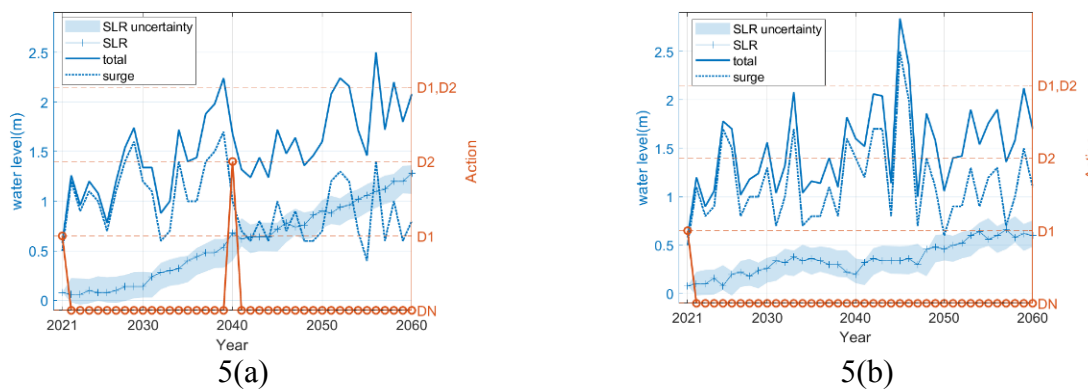 SLR uncertainty
SLR
total
surge
water level(m)
2.5
2
1.5
1
0.5
0
D1,D2
D2
D1
DN
Action
2021
2030
2040
2050
2060
Year
5(a)
SLR uncertainty
SLR
total
surge
water level(m)
2.5
2
1.5
1
0.5
0
D1,D2
D2
D1
DN
2021
2030
2040
2050
2060
Year
5(b)